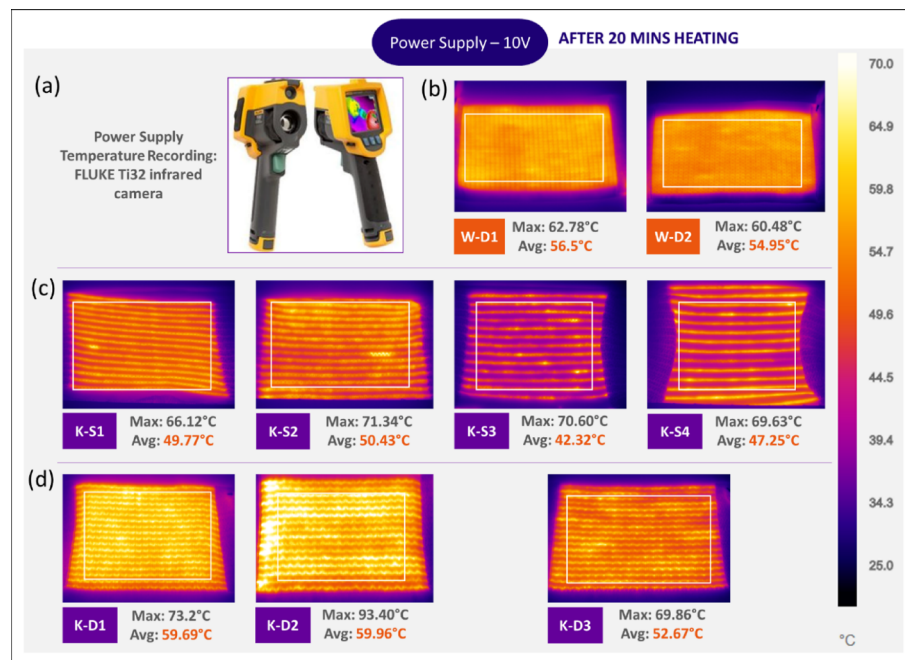 Power Supply – 10V
AFTER 20 MINS HEATING
(a)
Power Supply
Temperature Recording:
FLUKE Ti32 infrared
camera
(b)
W-D1
Max: 62.78°C
Avg: 56.5°C
W-D2
Max: 60.48°C
Avg: 54.95°C
(c)
K-S1
Max: 66.12°C
Avg: 49.77°C
K-S2
Max: 71.34°C
Avg: 50.43°C
K-S3
Max: 70.60°C
Avg: 42.32°C
K-S4
Max: 69.63°C
Avg: 47.25°C
(d)
K-D1
Max: 73.2°C
Avg: 59.69°C
K-D2
Max: 93.40°C
Avg: 59.96°C
K-D3
Max: 69.86°C
Avg: 52.67°C
70.0
64.9
59.8
54.7
49.6
44.5
39.4
34.3
25.0
°C